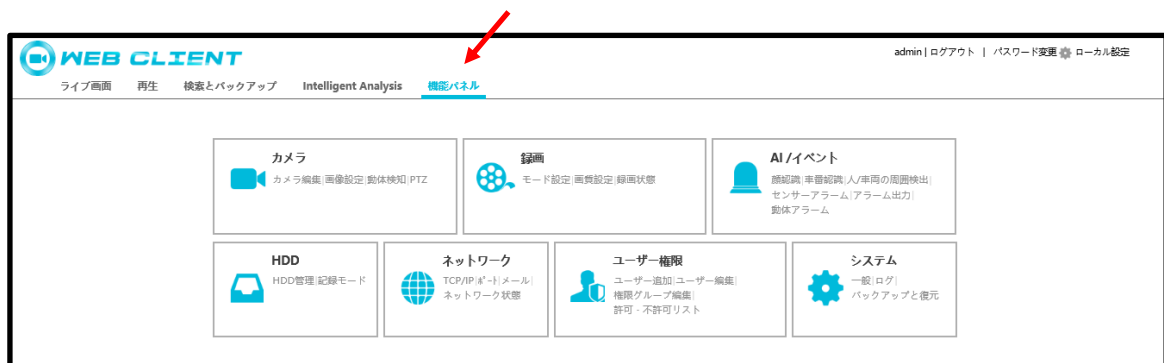 WEB CLIENT
admin | ログアウト | パスワード変更 ローカル設定
ライブ画面 再生 検索とバックアップ Intelligent Analysis 機能パネル
カメラ
カメラ編集|画像設定|動体検知|PTZ
録画
モード設定|画質設定|録画状態
AI /イベント
顔認識|車番認識|人/車両の周囲検出|
センサーアラーム|アラーム出力|
動体アラーム
HDD
HDD管理|記録モード
ネットワーク
TCP/IP|ポート|メール|
ネットワーク状態
ユーザー権限
ユーザー追加|ユーザー編集|
権限グループ編集|
許可・不許可リスト
システム
一般|ログ|
バックアップと復元